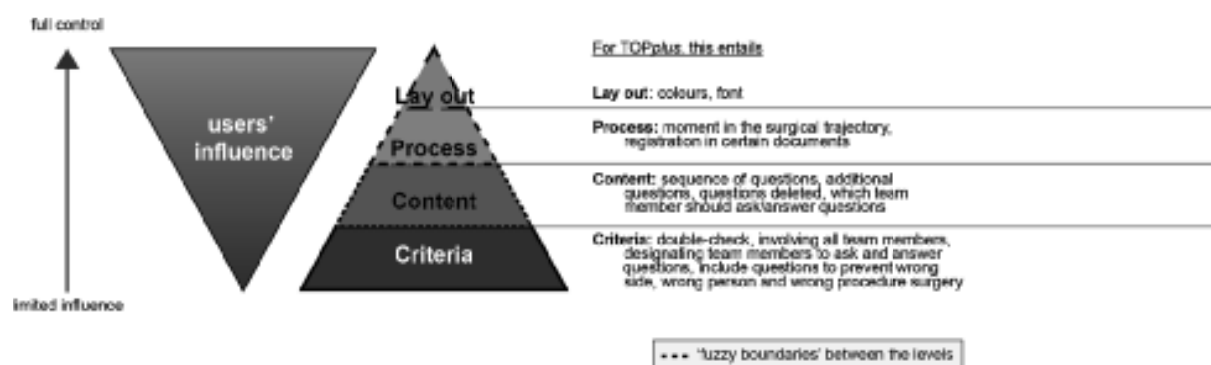 full control
users'
influence
limited influence
Lay out
Process
Content
Criteria
For TOPplus, this entails
Lay out: colours, font
Process: moment in the surgical trajectory,
registration in certain documents
Content: sequence of questions, additional
questions, questions deleted, which team
member should ask/answer questions
Criteria: double-check, involving all team members,
designating team members to ask and answer
questions, include questions to prevent wrong
side, wrong person and wrong procedure surgery
'fuzzy boundaries' between the levels